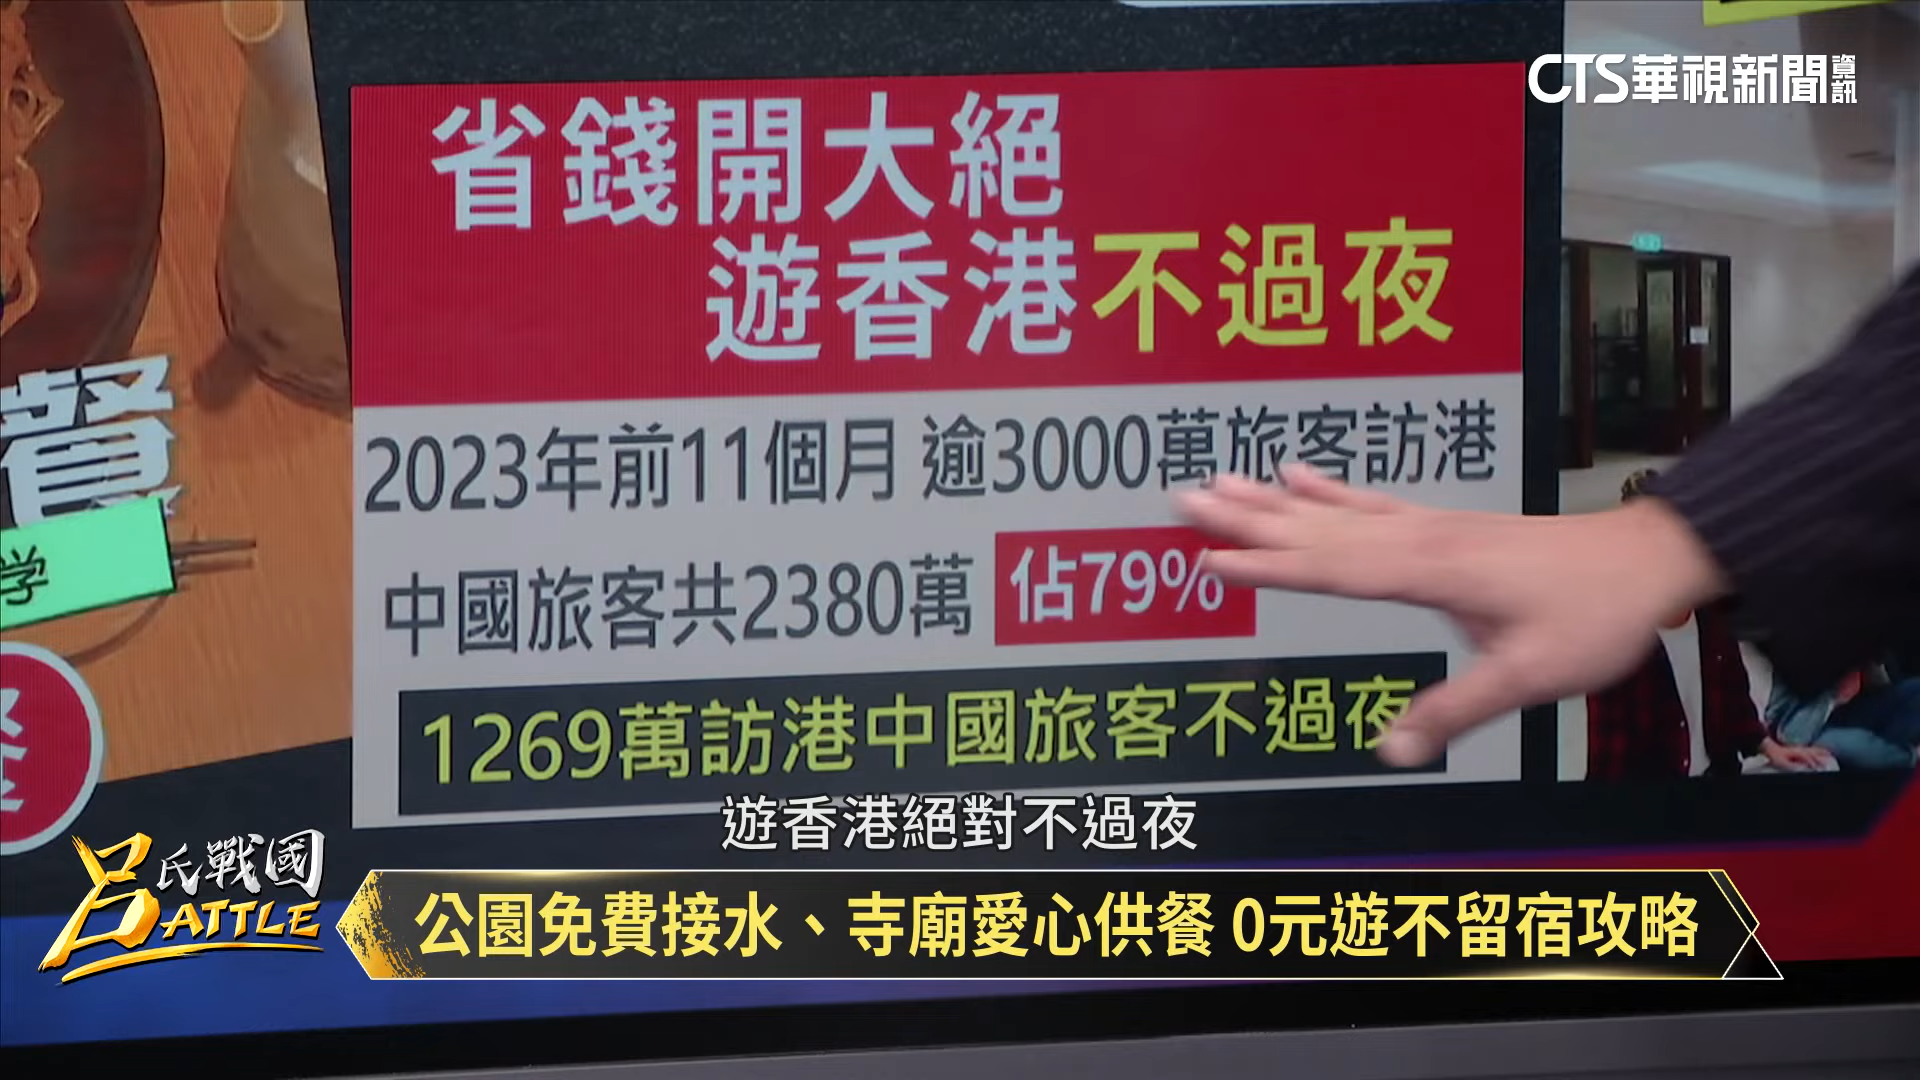 CTS華視新聞資訊
省錢開大絕
遊香港不過夜
2023年前11個月 逾3000萬旅客訪港
中國旅客共2380萬 佔79%
1269萬訪港中國旅客不過夜
餐
学
遊香港絕對不過夜
呂氏戰國
BATTLE
公園免費接水、寺廟愛心供餐 0元遊不留宿攻略